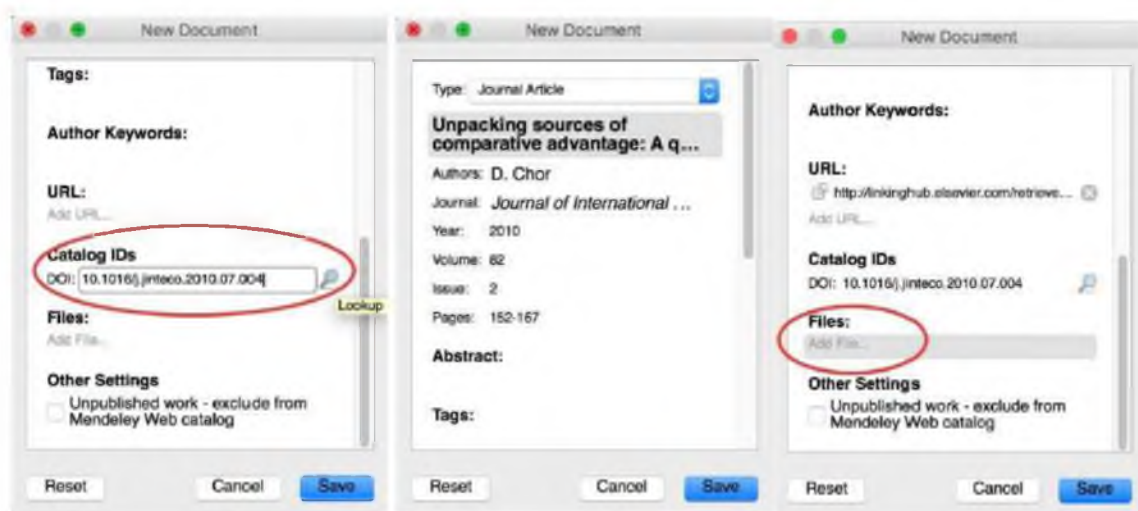 New Document
Tags:
Author Keywords:
URL:
Add URL...
Catalog IDs
DOI: 10.1016/j.jinteco.2010.07.004
Lookup
Files:
Add File...
Other Settings
Unpublished work - exclude from
Mendeley Web catalog
Reset Cancel Save
New Document
Type: Journal Article
Unpacking sources of
comparative advantage: A q...
Authors: D. Chor
Journal: Journal of International ...
Year: 2010
Volume: 82
Issue: 2
Pages: 152-167
Abstract:
Tags:
Reset Cancel Save
New Document
Author Keywords:
URL:
http://linkinghub.elsevier.com/retrieve...
Add URL...
Catalog IDs
DOI: 10.1016/j.jinteco.2010.07.004
Files:
Add File...
Other Settings
Unpublished work - exclude from
Mendeley Web catalog
Reset Cancel Save